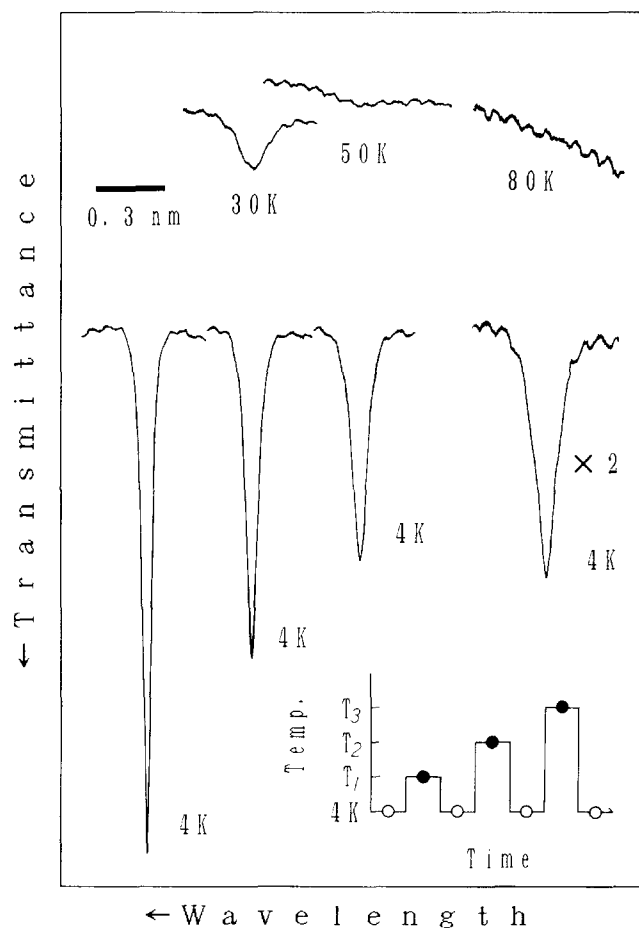 50K
80K
30K
0.3 nm
←Transmittance
× 2
4K
4K
4K
4K
Temp.
T3
T2
T1
4K
Time
←Wavelength